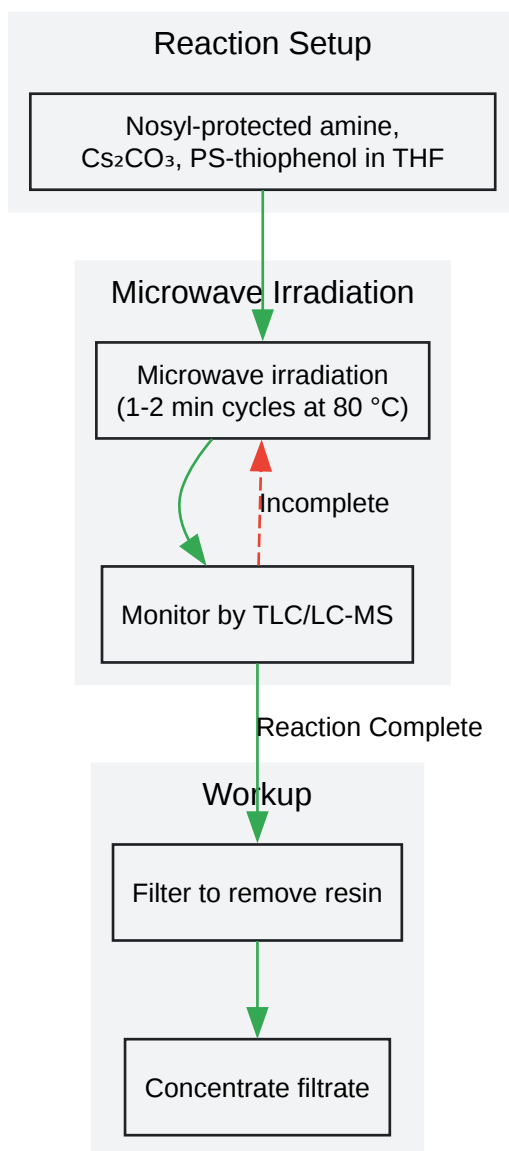 Reaction Setup
Nosyl-protected amine,
Cs₂CO₃, PS-thiophenol in THF
Microwave Irradiation
Microwave irradiation
(1-2 min cycles at 80 °C)
Incomplete
Monitor by TLC/LC-MS
Reaction Complete
Workup
Filter to remove resin
Concentrate filtrate